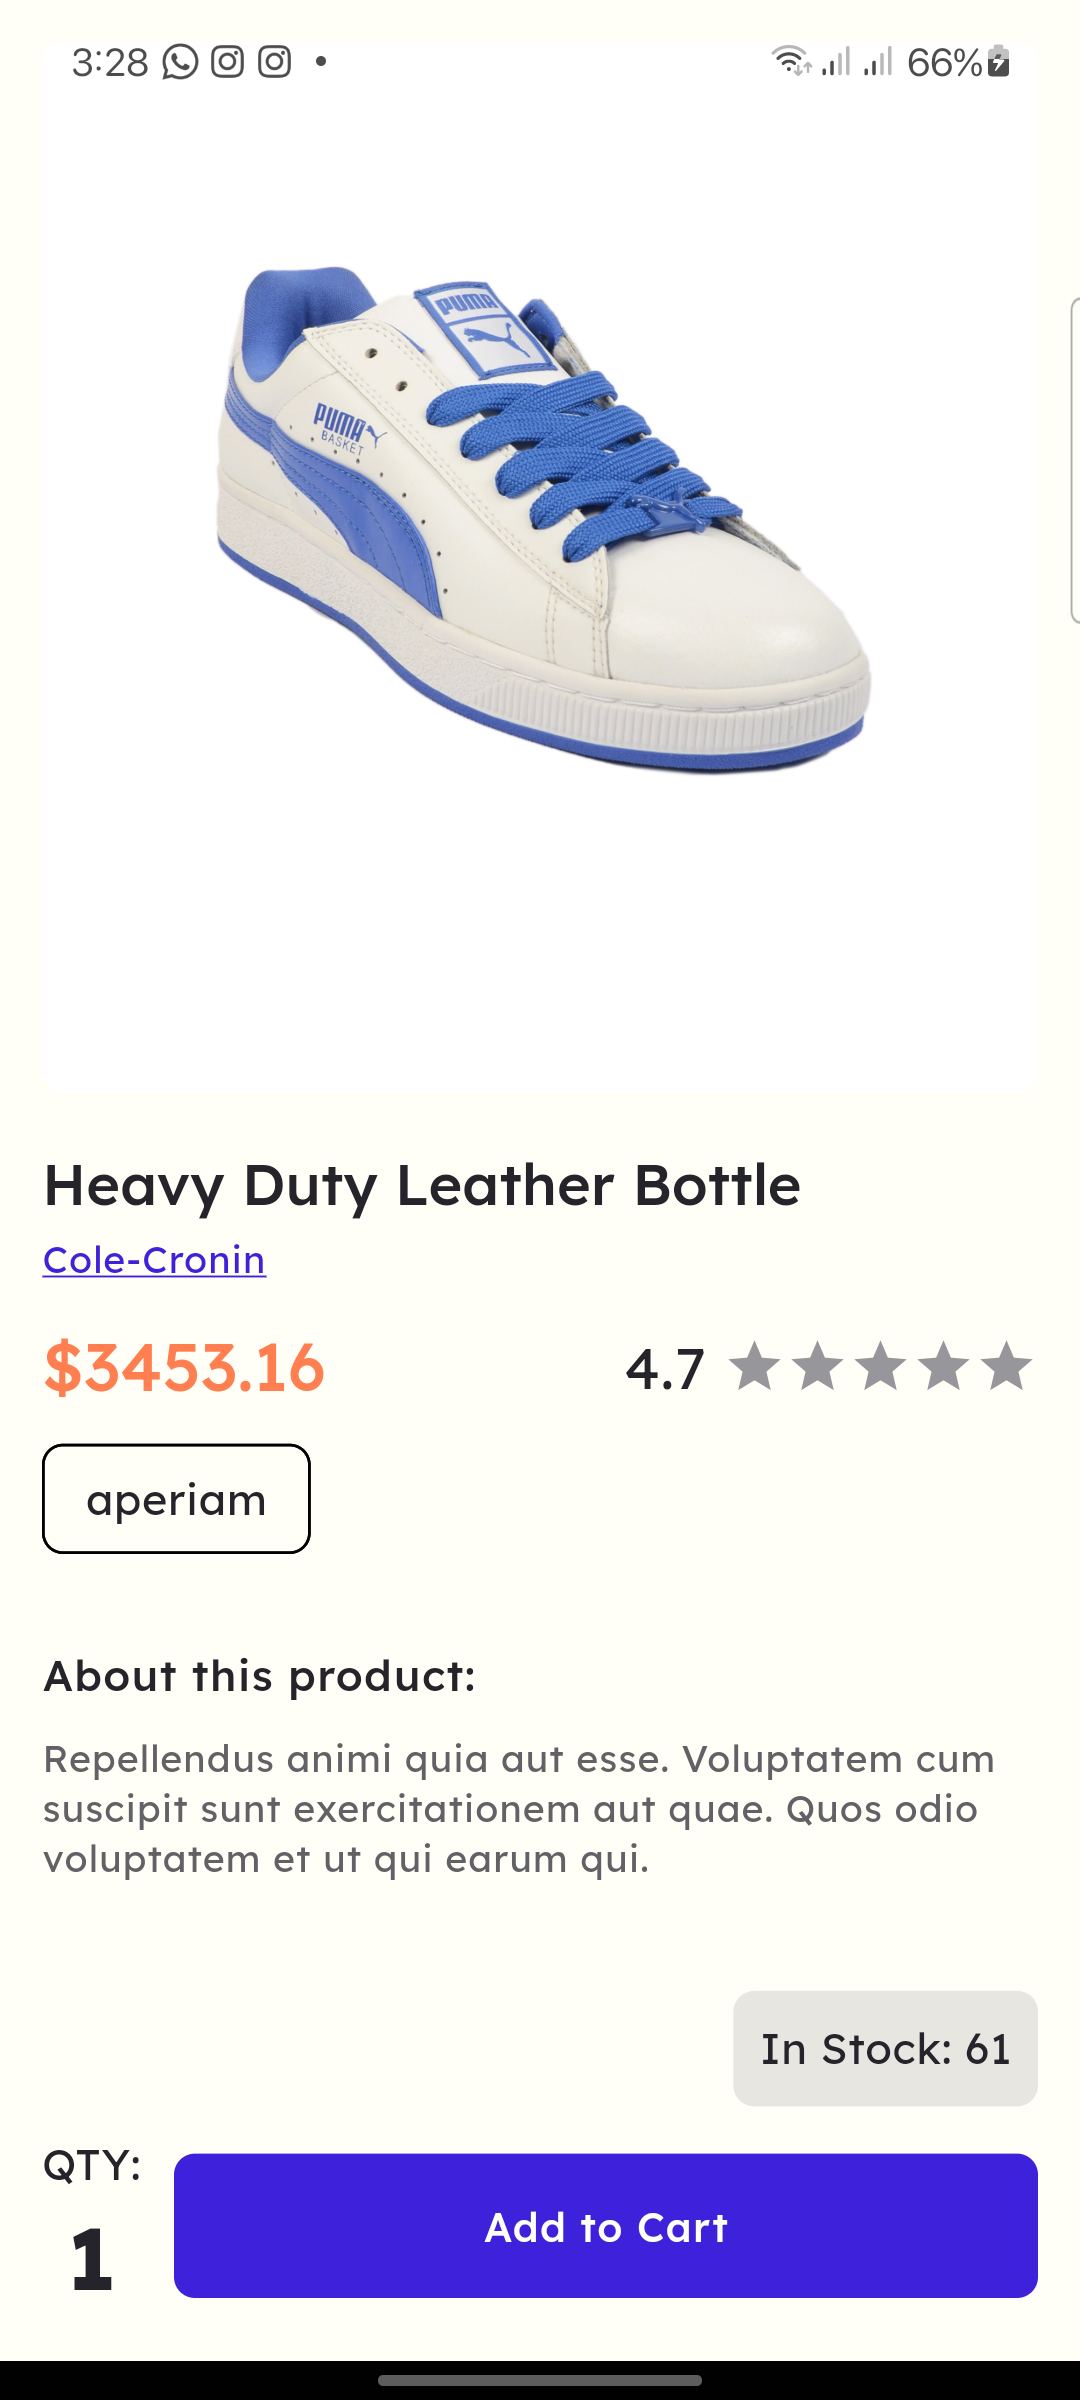 3:28
66%
PUMA
PUMA
BASKET
Heavy Duty Leather Bottle
Cole-Cronin
$3453.16
4.7
aperiam
About this product:
Repellendus animi quia aut esse. Voluptatem cum
suscipit sunt exercitationem aut quae. Quos odio
voluptatem et ut qui earum qui.
In Stock: 61
QTY:
1
Add to Cart